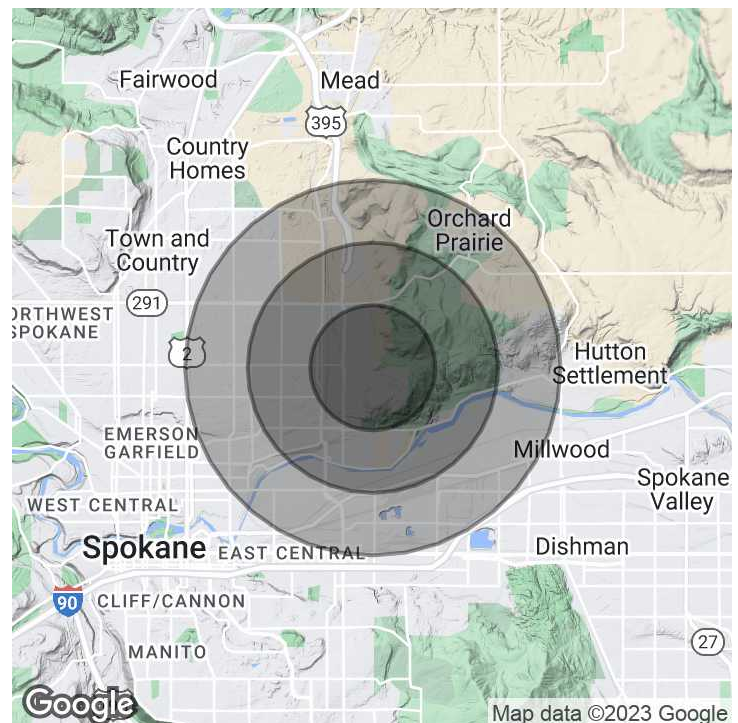 Fairwood
Mead
395
Country
Homes
Orchard
Prairie
Town and
Country
291
ORTHWEST
SPOKANE
2
Hutton
Settlement
EMERSON
GARFIELD
Millwood
WEST CENTRAL
Spokane
Valley
Spokane
EAST CENTRAL
Dishman
90
CLIFF/CANNON
27
MANITO
Google
Map data ©2023 Google